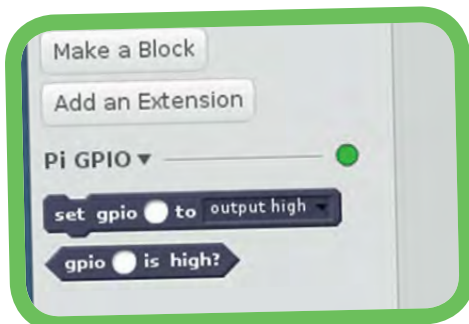 Make a Block
Add an Extension
Pi GPIO
set gpio to output high
gpio is high?